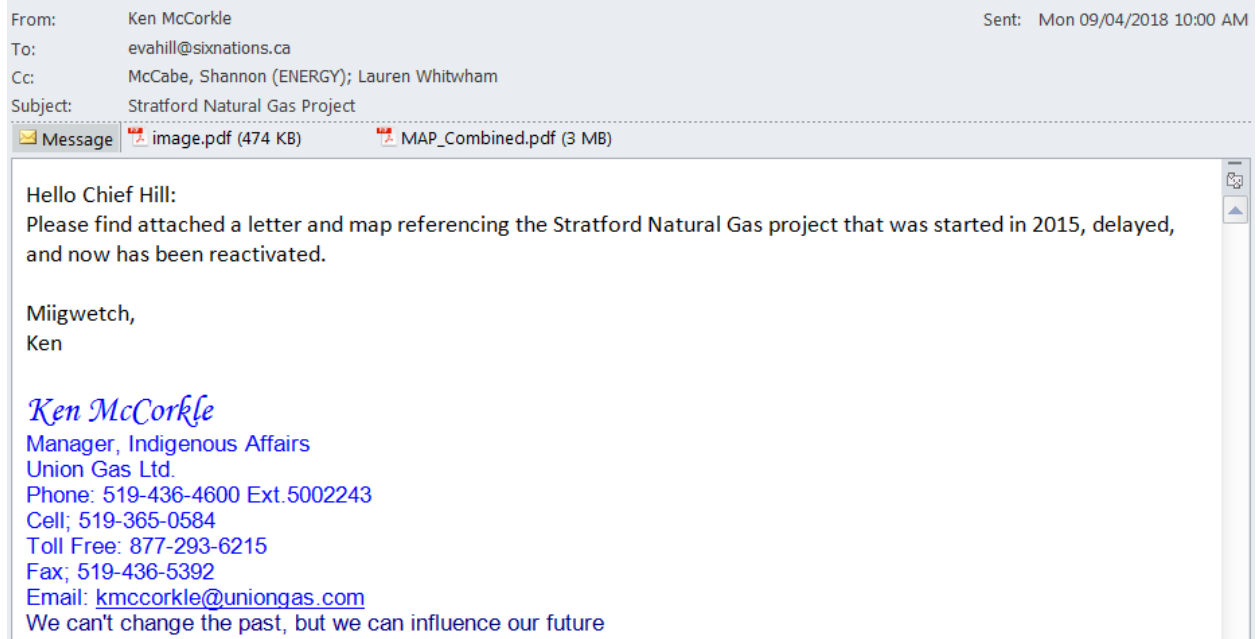 From: Ken McCorkle Sent: Mon 09/04/2018 10:00 AM
To: evahill@sixnations.ca
Cc: McCabe, Shannon (ENERGY); Lauren Whitwham
Subject: Stratford Natural Gas Project
Message image.pdf (474 KB) MAP_Combined.pdf (3 MB)
Hello Chief Hill:
Please find attached a letter and map referencing the Stratford Natural Gas project that was started in 2015, delayed,
and now has been reactivated.
Miigwetch,
Ken
Ken McCorkle
Manager, Indigenous Affairs
Union Gas Ltd.
Phone: 519-436-4600 Ext.5002243
Cell; 519-365-0584
Toll Free: 877-293-6215
Fax; 519-436-5392
Email: kmccorkle@uniongas.com
We can't change the past, but we can influence our future